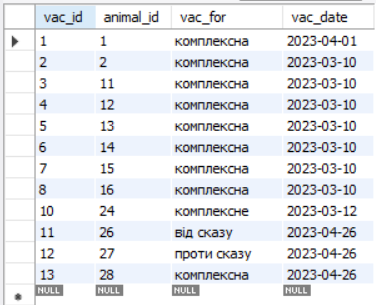 vac_id animal_id vac_for vac_date
1 1 комплексна 2023-04-01
2 2 комплексна 2023-03-10
3 11 комплексна 2023-03-10
4 12 комплексна 2023-03-10
5 13 комплексна 2023-03-10
6 14 комплексна 2023-03-10
7 15 комплексна 2023-03-10
8 16 комплексна 2023-03-10
10 24 комплексне 2023-03-12
11 26 від сказу 2023-04-26
12 27 проти сказу 2023-04-26
13 28 комплексна 2023-04-26
NULL NULL NULL NULL